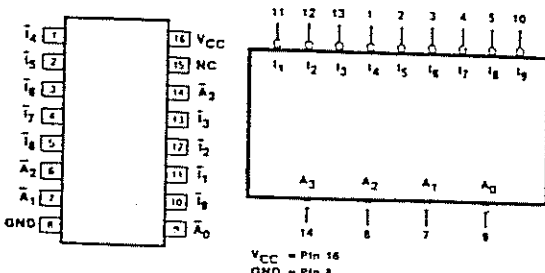 Ī4 1 16 VCC
Ī5 2 15 NC
Ī6 3 14 Ā3
Ī7 4 13 Ī3
Ī8 5 12 Ī2
Ā2 6 11 Ī1
Ā1 7 10 Ī9
GND 8 9 Ā0
11 12 13 1 2 3 4 5 10
I1 I2 I3 I4 I5 I6 I7 I8 I9
A3 A2 A1 A0
14 6 7 9
VCC = Pin 16
GND = Pin 8